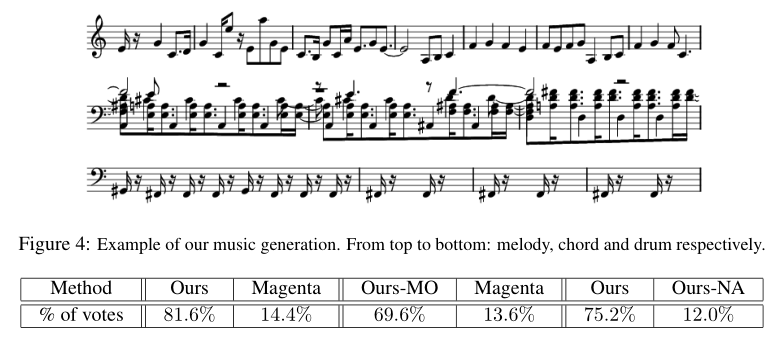 Figure 4: Example of our music generation. From top to bottom: melody, chord and drum respectively.
Method Ours Magenta Ours-MO Magenta Ours Ours-NA
% of votes 81.6% 14.4% 69.6% 13.6% 75.2% 12.0%